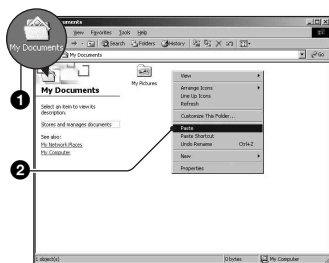 My Documents
uments
View Favorites Tools Help
Search Folders History
My Documents
Go
1
My Documents
My Pictures
Select an item to view its
description.
Stores and manages documents
See also:
My Network Places
My Computer
View
Arrange Icons
Line Up Icons
Refresh
Customize This Folder...
Paste
Paste Shortcut
Undo Rename Ctrl+Z
New
Properties
2
1 object(s)
0 bytes
My Computer